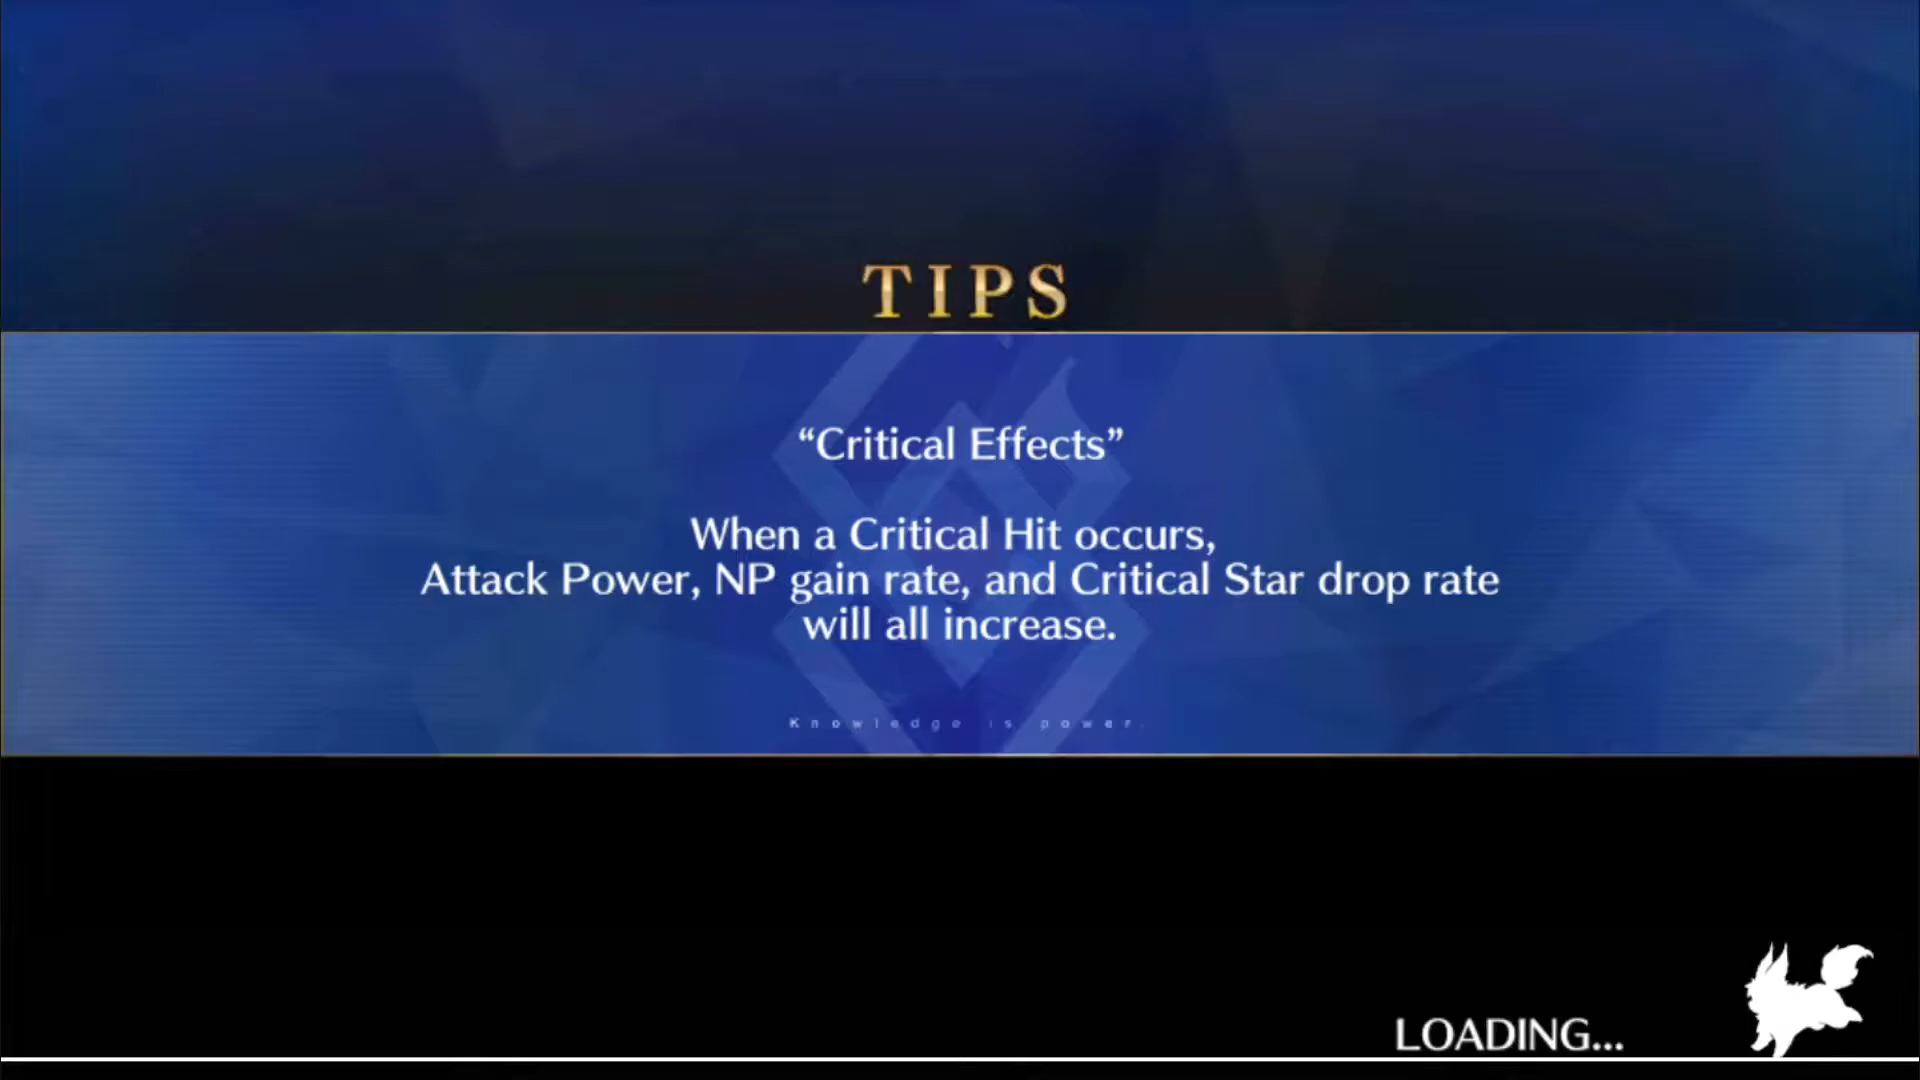 TIPS
“Critical Effects”
When a Critical Hit occurs,
Attack Power, NP gain rate, and Critical Star drop rate
will all increase.
Knowledge is power.
LOADING...